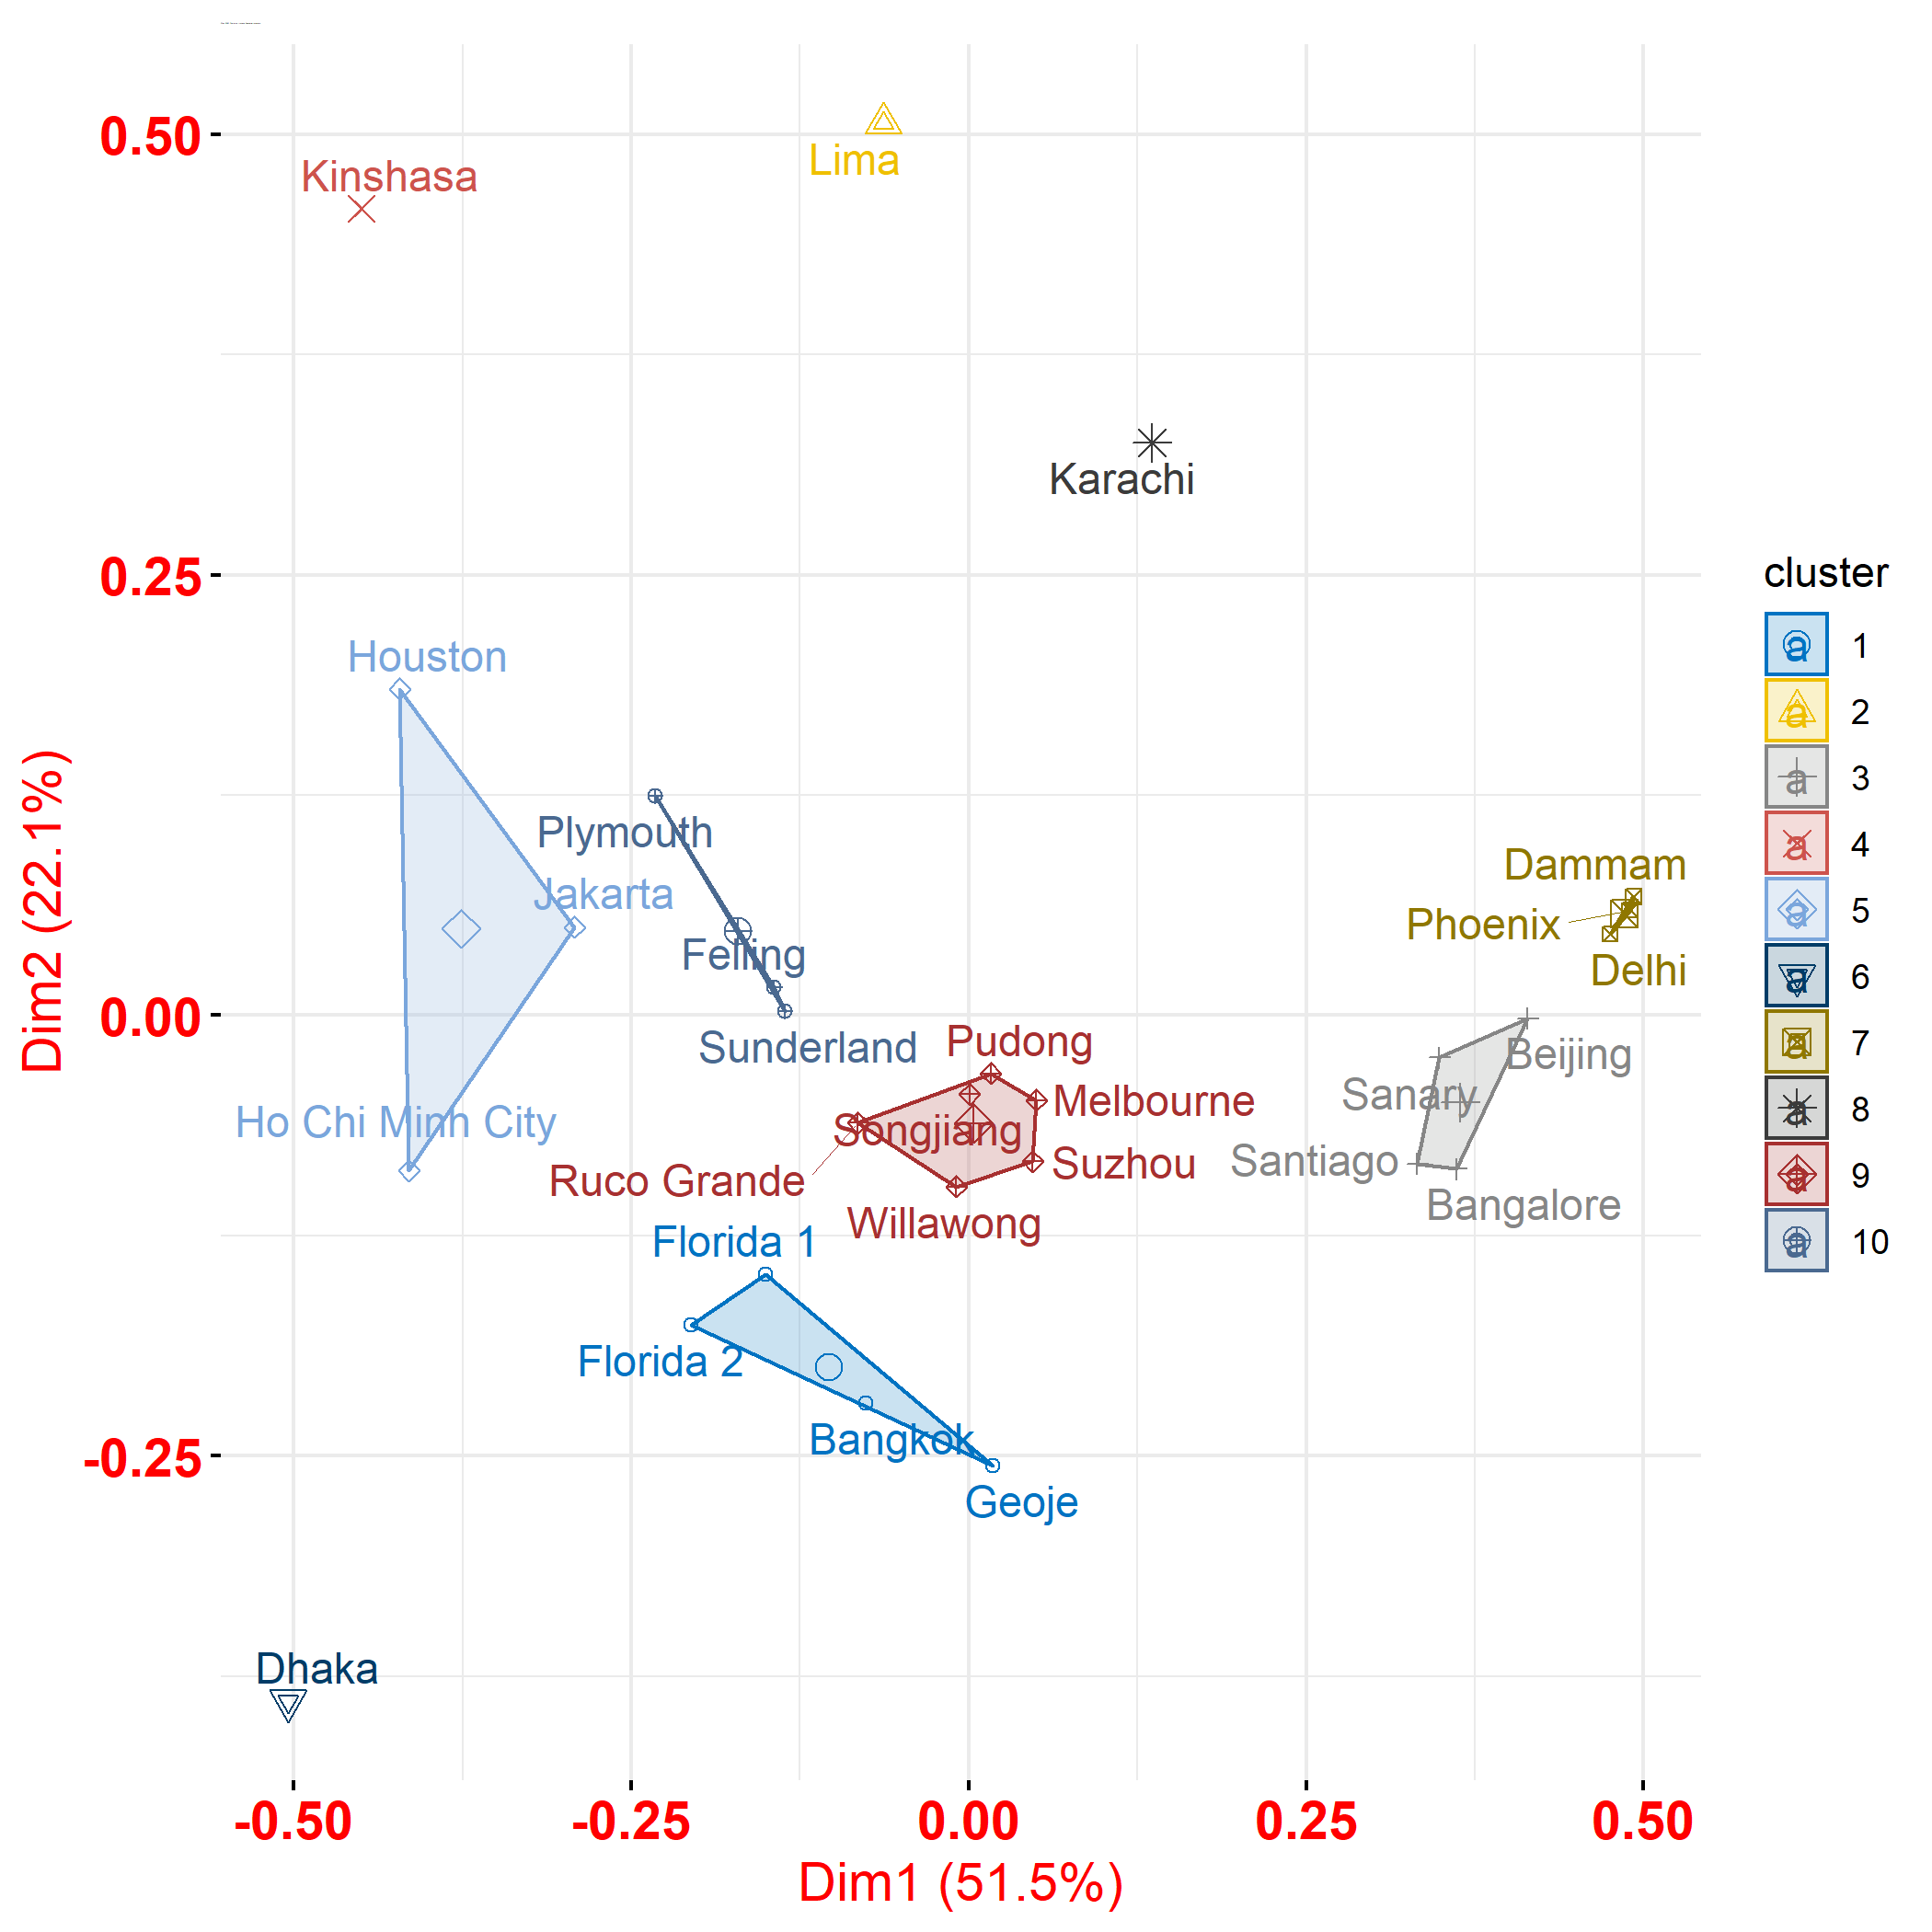 0.50
Kinshasa
Lima
Karachi
0.25
cluster
Houston
a 1
a 2
a 3
Plymouth
a 4
Dammam
Jakarta
a 5
Phoenix
Felling
Delhi
a 6
Dim2 (22.1%)
0.00
Sunderland
Pudong
Beijing
a 7
Sanary
Melbourne
a 8
Ho Chi Minh City
Songjiang
Santiago
Suzhou
Ruco Grande
a 9
Bangalore
Willawong
Florida 1
a 10
Florida 2
Bangkok
-0.25
Geoje
Dhaka
-0.50
-0.25
0.00
0.25
0.50
Dim1 (51.5%)